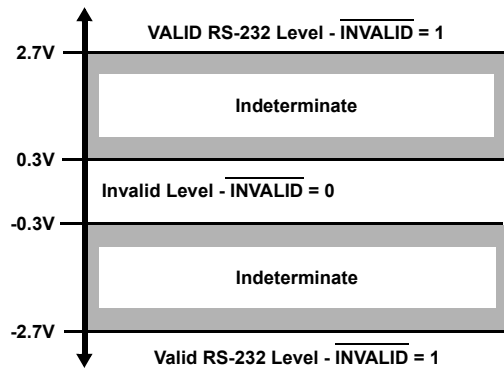 VALID RS-232 Level - INVALID = 1
2.7V
Indeterminate
0.3V
Invalid Level - INVALID = 0
-0.3V
Indeterminate
-2.7V
Valid RS-232 Level - INVALID = 1